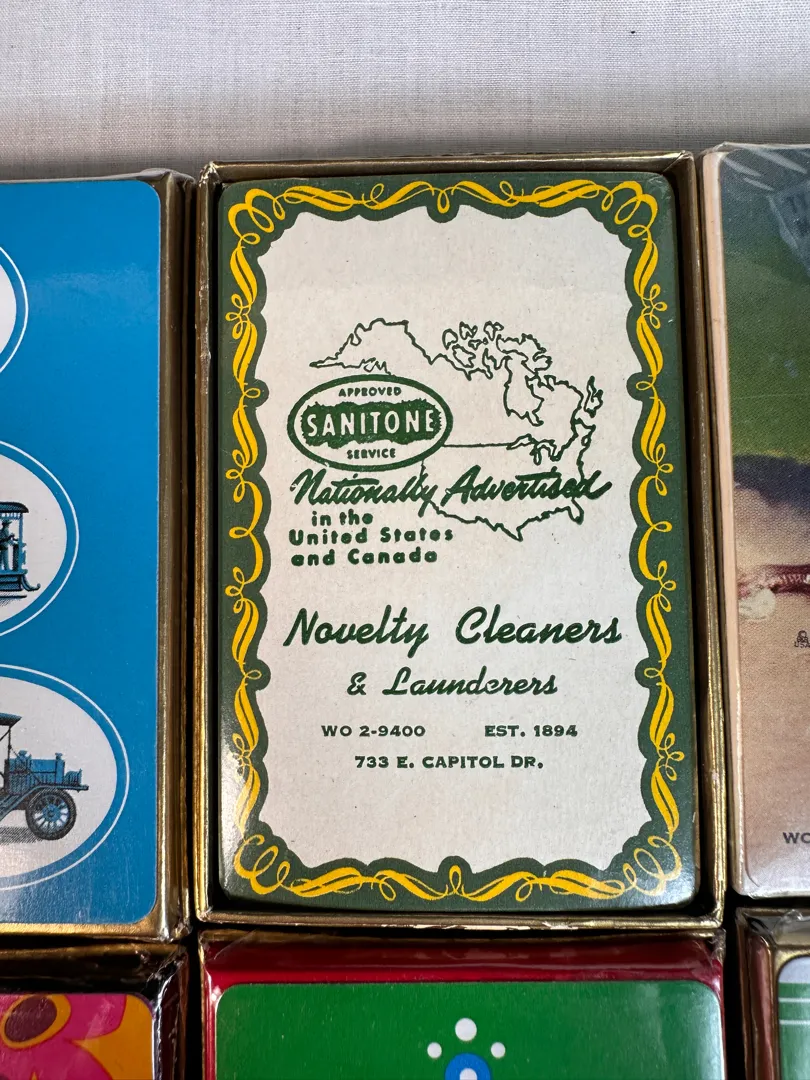 APPROVED
SANITONE
SERVICE
Nationally Advertised
in the
United States
and Canada
Novelty Cleaners
& Launderers
WO 2-9400 EST. 1894
733 E. CAPITOL DR.
WO